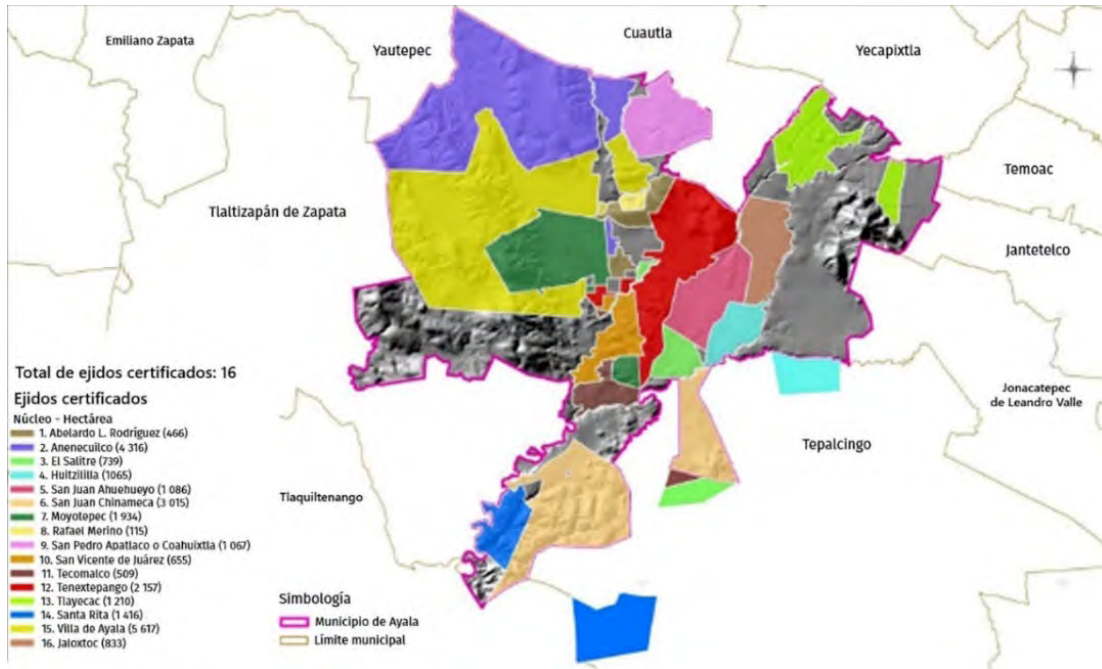 Emiliano Zapata
Yautepec
Cuautla
Yecapixtla
Temoac
Tlaltizapán de Zapata
Jantetelco
Jonacatepec
de Leandro Valle
Tepalcingo
Tlaquiltenango
Total de ejidos certificados: 16
Ejidos certificados
Núcleo - Hectárea
1. Abelardo L. Rodríguez (466)
2. Anenecuilco (4 316)
3. El Salitre (739)
4. Huitzililla (1065)
5. San Juan Ahuehueyo (1 086)
6. San Juan Chinameca (3 015)
7. Moyotepec (1 934)
8. Rafael Merino (115)
9. San Pedro Apatlaco o Coahuixtla (1 067)
10. San Vicente de Juárez (655)
11. Tecomalco (509)
12. Tenextepango (2 157)
13. Tlayecac (1 210)
14. Santa Rita (1 416)
15. Villa de Ayala (5 617)
16. Jaloxtoc (833)
Simbología
Municipio de Ayala
Límite municipal